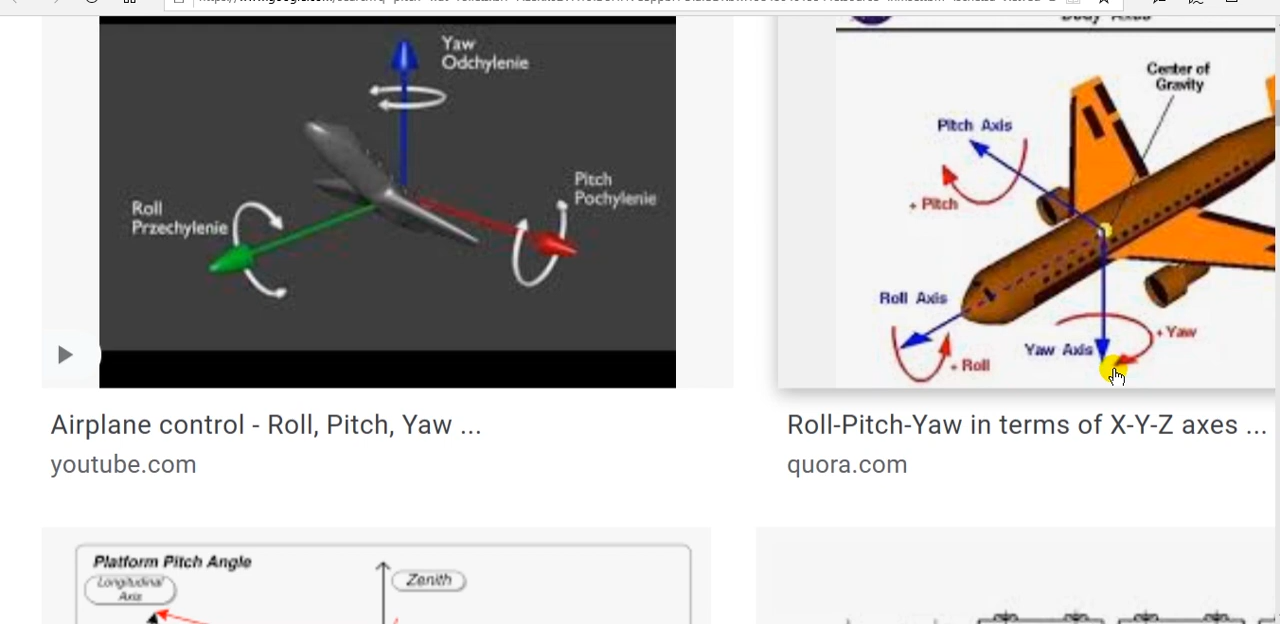 Body Axes
Yaw
Odchylenie
Pitch
Pochylenie
Roll
Przechylenie
Center of
Gravity
Pitch Axis
+ Pitch
Roll Axis
+ Roll
Yaw Axis
+ Yaw
Airplane control - Roll, Pitch, Yaw ...
youtube.com
Roll-Pitch-Yaw in terms of X-Y-Z axes ...
quora.com
Platform Pitch Angle
Longitudinal
Axis
Zenith